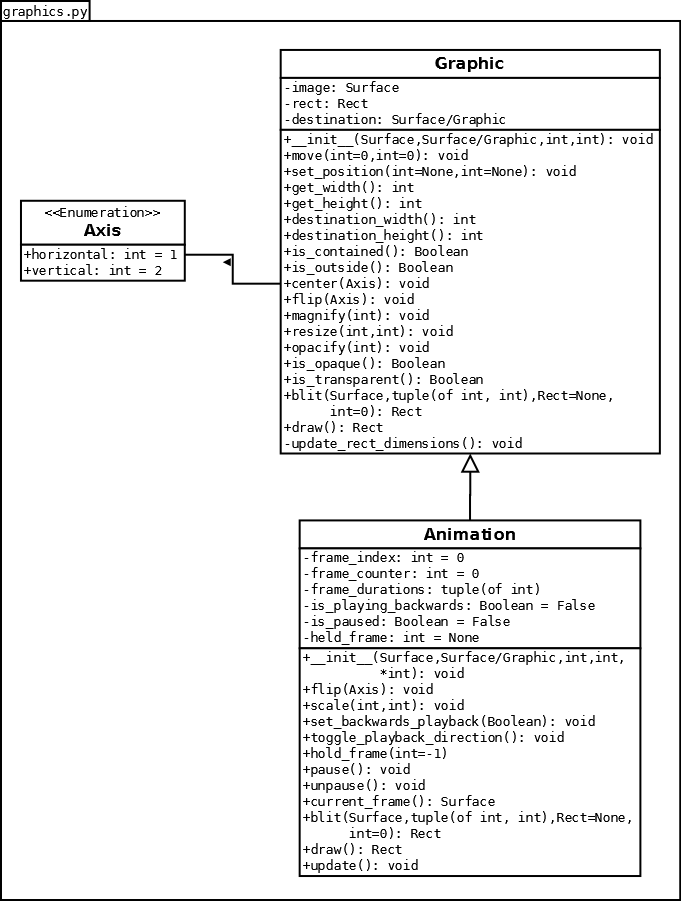 graphics.py
Graphic
-image: Surface
-rect: Rect
-destination: Surface/Graphic
+__init__(Surface,Surface/Graphic,int,int): void
+move(int=0,int=0): void
+set_position(int=None,int=None): void
+get_width(): int
+get_height(): int
+destination_width(): int
+destination_height(): int
+is_contained(): Boolean
+is_outside(): Boolean
+center(Axis): void
+flip(Axis): void
+magnify(int): void
+resize(int,int): void
+opacify(int): void
+is_opaque(): Boolean
+is_transparent(): Boolean
+blit(Surface,tuple(of int, int),Rect=None,
int=0): Rect
+draw(): Rect
-update_rect_dimensions(): void
<<Enumeration>>
Axis
+horizontal: int = 1
+vertical: int = 2
Animation
-frame_index: int = 0
-frame_counter: int = 0
-frame_durations: tuple(of int)
-is_playing_backwards: Boolean = False
-is_paused: Boolean = False
-held_frame: int = None
+__init__(Surface,Surface/Graphic,int,int,
*int): void
+flip(Axis): void
+scale(int,int): void
+set_backwards_playback(Boolean): void
+toggle_playback_direction(): void
+hold_frame(int=-1)
+pause(): void
+unpause(): void
+current_frame(): Surface
+blit(Surface,tuple(of int, int),Rect=None,
int=0): Rect
+draw(): Rect
+update(): void